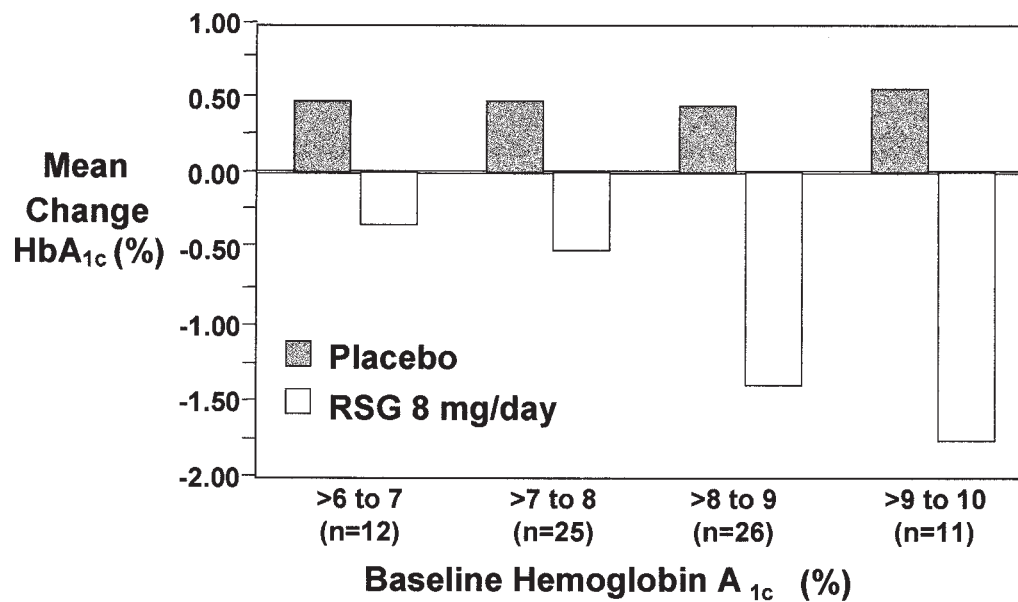 1.00
0.50
0.00
-0.50
-1.00
-1.50
-2.00
Mean
Change
HbA1c (%)
Placebo
RSG 8 mg/day
>6 to 7 >7 to 8 >8 to 9 >9 to 10
(n=12) (n=25) (n=26) (n=11)
Baseline Hemoglobin A 1c (%)